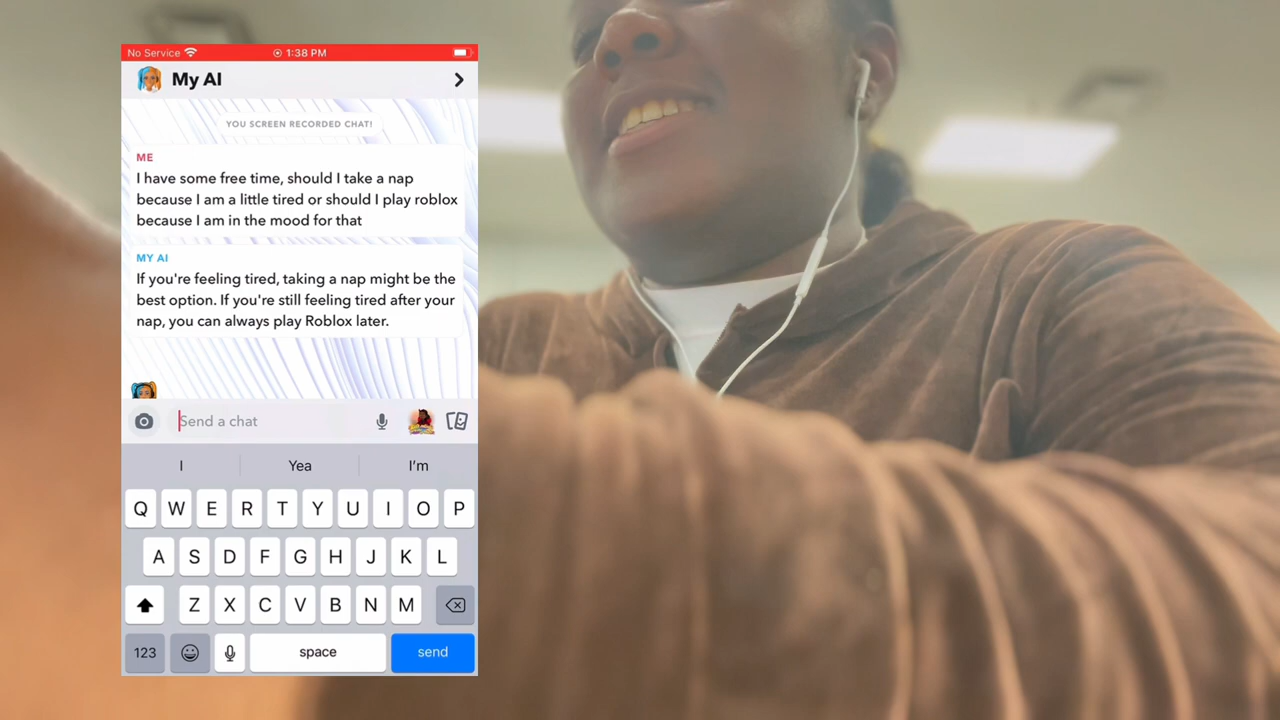 No Service 1:38 PM
My AI
YOU SCREEN RECORDED CHAT!
ME
I have some free time, should I take a nap
because I am a little tired or should I play roblox
because I am in the mood for that
MY AI
If you're feeling tired, taking a nap might be the
best option. If you're still feeling tired after your
nap, you can always play Roblox later.
Send a chat
I Yea I'm
Q W E R T Y U I O P
A S D F G H J K L
Z X C V B N M
123 space send